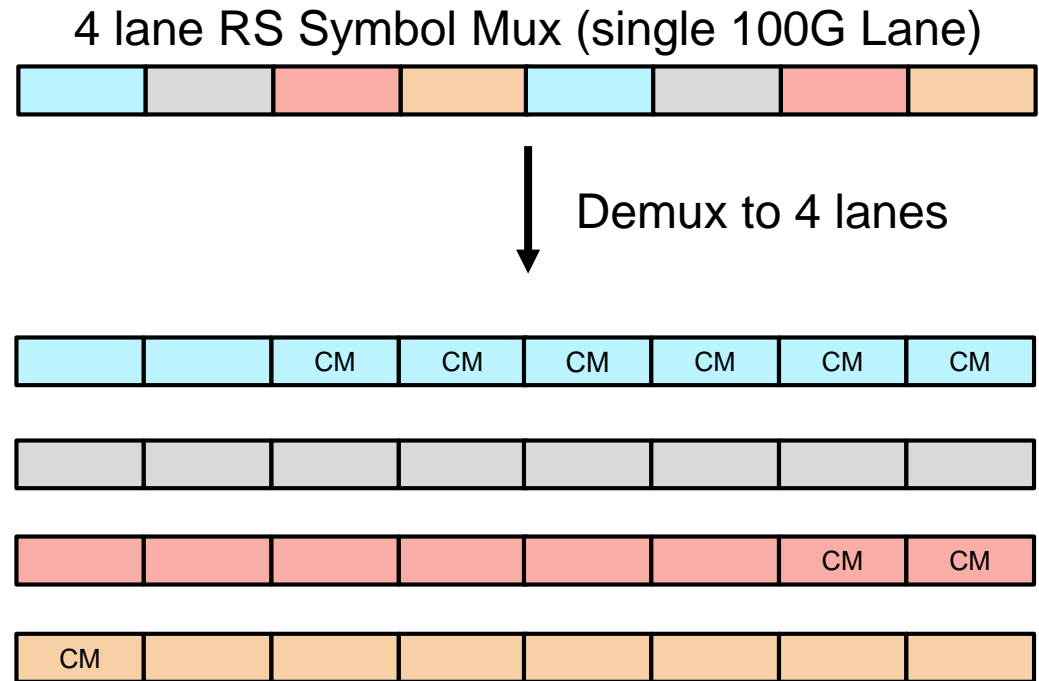 4 lane RS Symbol Mux (single 100G Lane)
Demux to 4 lanes
CM CM CM CM CM CM
CM CM
CM